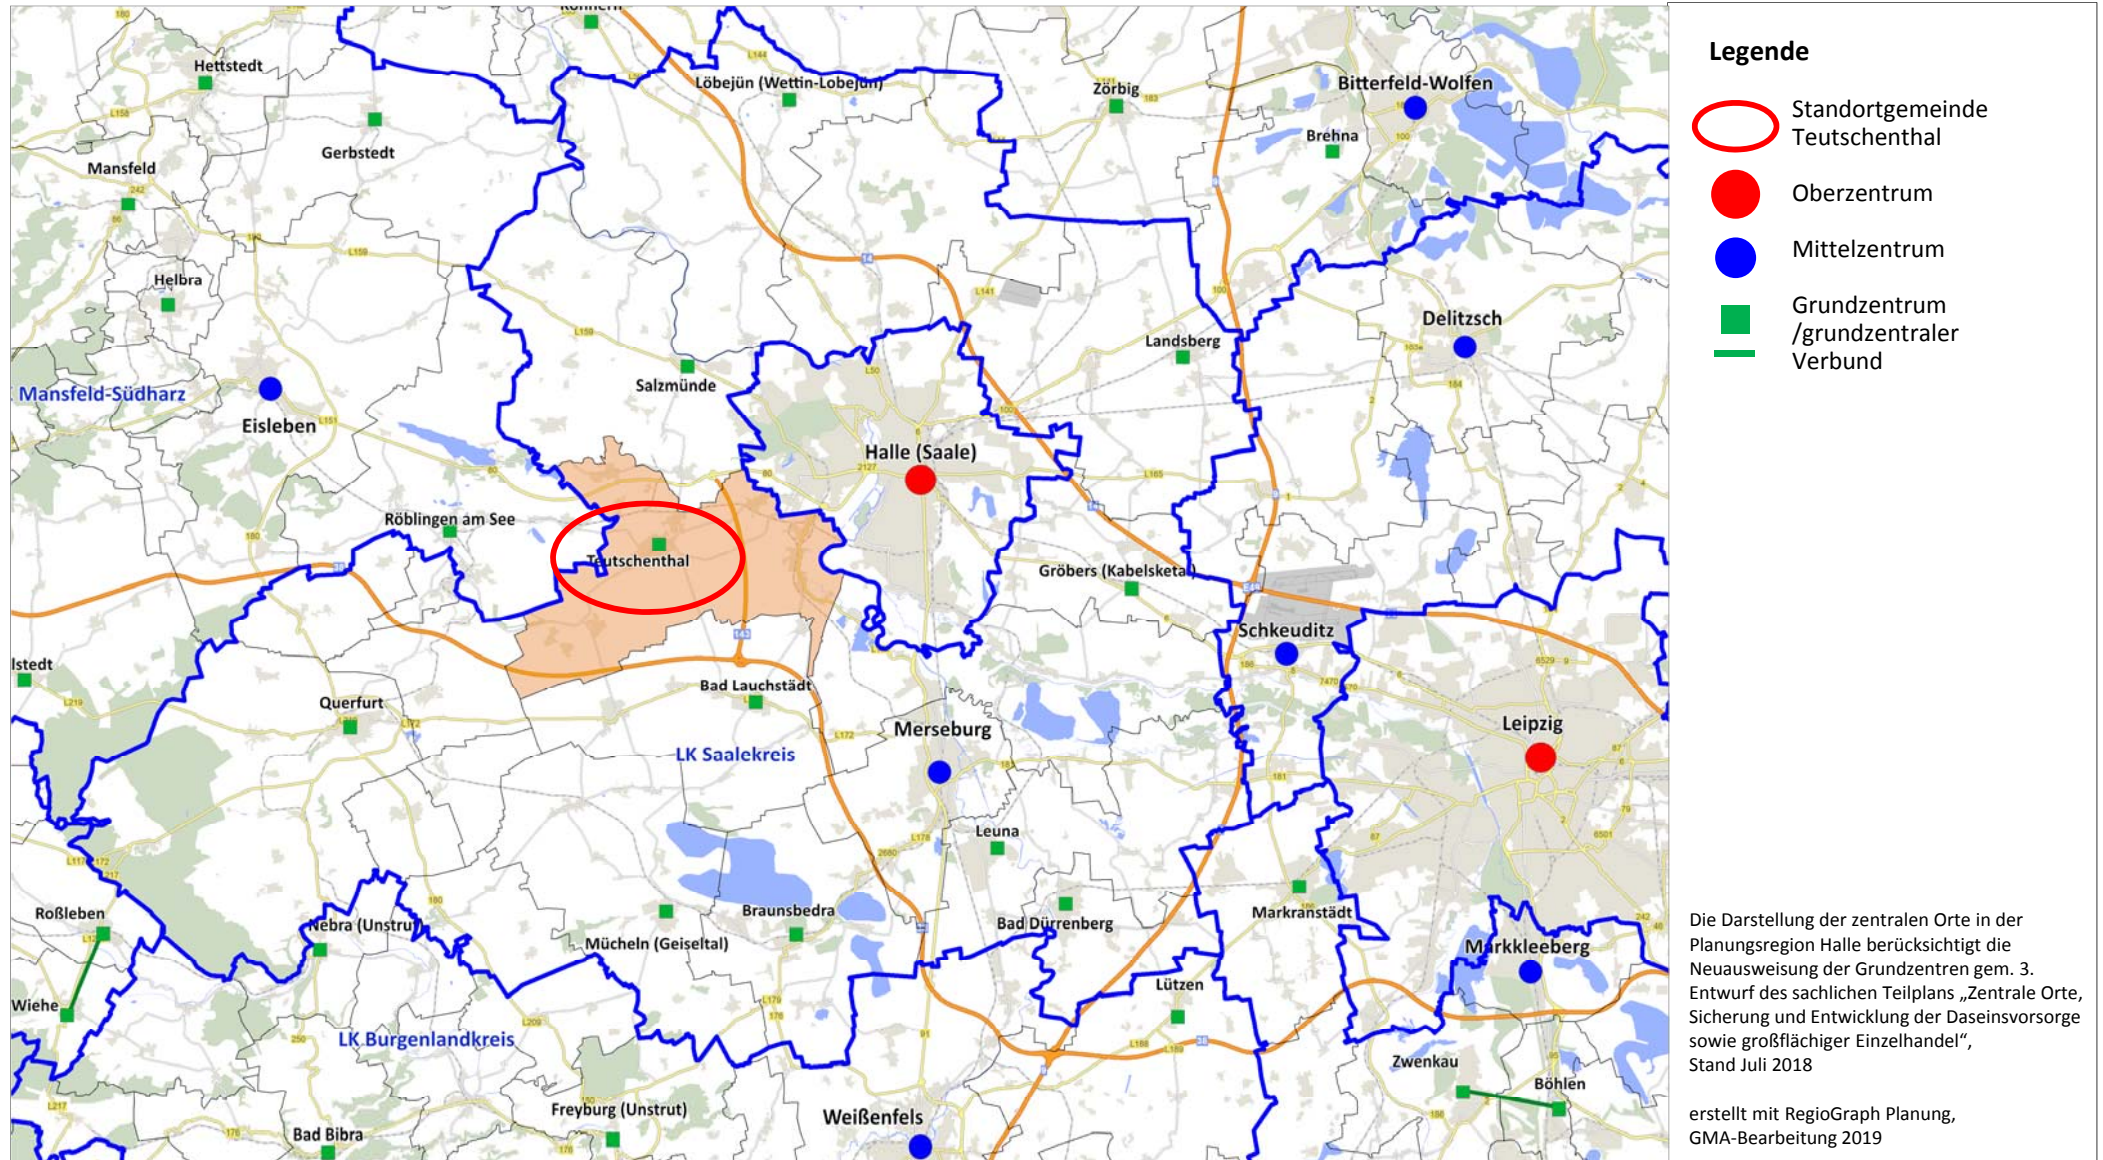 Könnern
Hettstedt
Löbejün (Wettin-Lobejün)
Zörbig
Bitterfeld-Wolfen
Brehna
Gerbstedt
Mansfeld
Helbra
Delitzsch
Landsberg
Salzmünde
Mansfeld-Südharz
Eisleben
Halle (Saale)
Röblingen am See
Teutschenthal
Gröbers (Kabelsketal)
Schkeuditz
lstedt
Querfurt
Bad Lauchstädt
Merseburg
Leipzig
LK Saalekreis
Leuna
Roßleben
Nebra (Unstrut)
Braunsbedra
Mücheln (Geiseltal)
Bad Dürrenberg
Markranstädt
Markkleeberg
Wiehe
Lützen
LK Burgenlandkreis
Zwenkau
Böhlen
Freyburg (Unstrut)
Weißenfels
Bad Bibra
Legende
Standortgemeinde
Teutschenthal
Oberzentrum
Mittelzentrum
Grundzentrum
/grundzentraler
Verbund
Die Darstellung der zentralen Orte in der
Planungsregion Halle berücksichtigt die
Neuausweisung der Grundzentren gem. 3.
Entwurf des sachlichen Teilplans „Zentrale Orte,
Sicherung und Entwicklung der Daseinsvorsorge
sowie großflächiger Einzelhandel“,
Stand Juli 2018
erstellt mit RegioGraph Planung,
GMA-Bearbeitung 2019